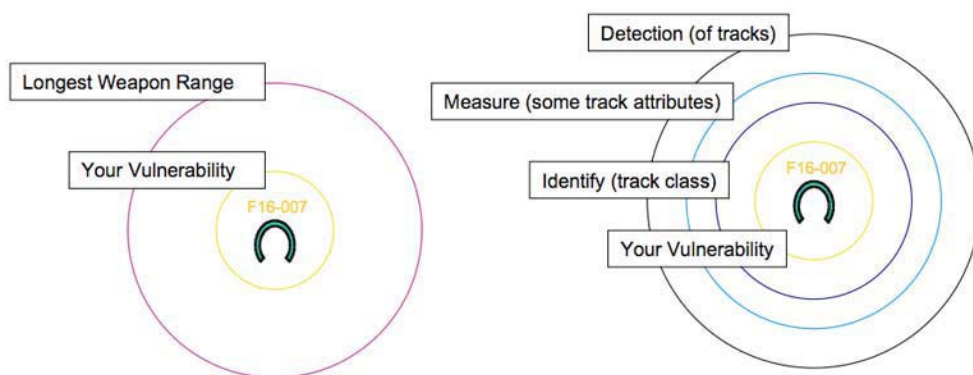 Longest Weapon Range
Your Vulnerability
F16-007
Detection (of tracks)
Measure (some track attributes)
Identify (track class)
F16-007
Your Vulnerability